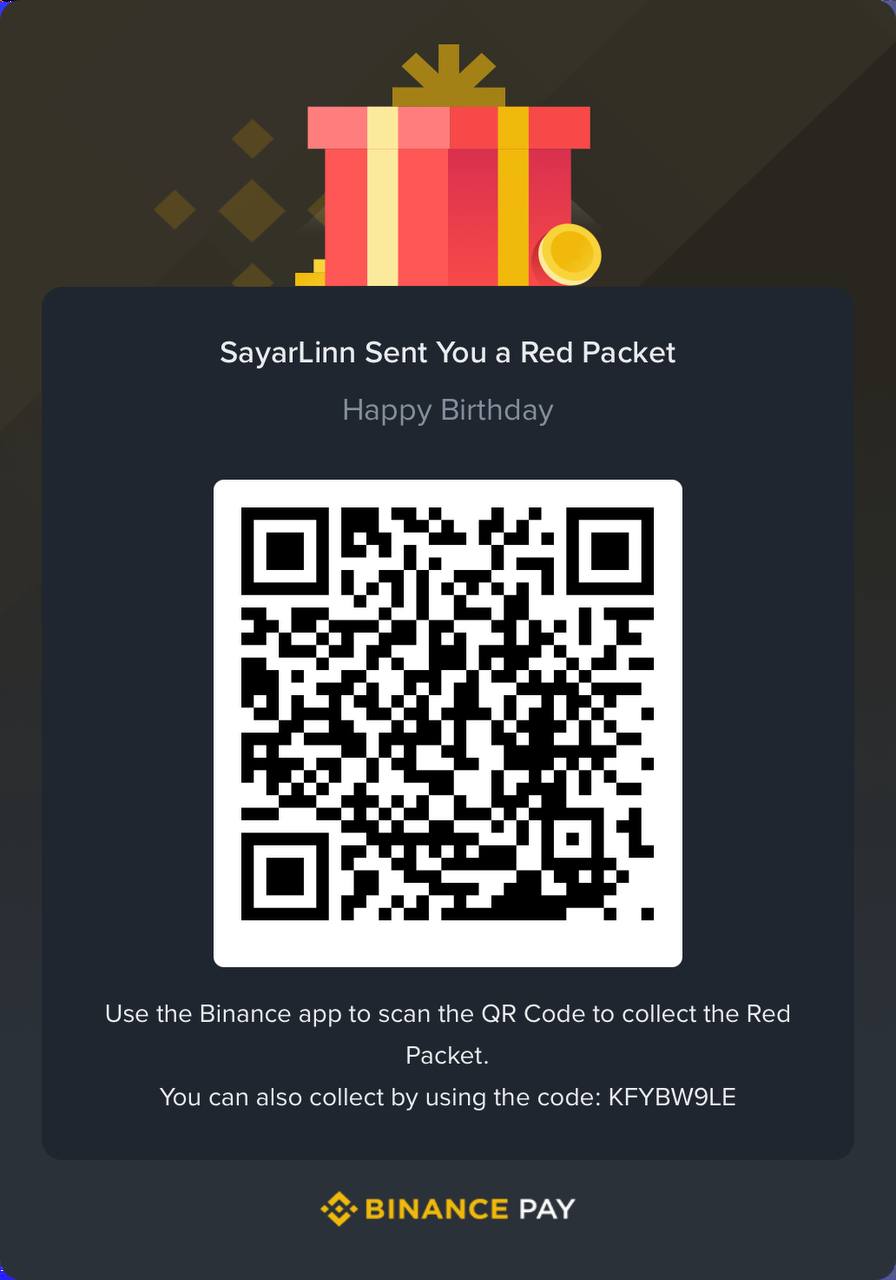 SayarLinn Sent You a Red Packet
Happy Birthday
Use the Binance app to scan the QR Code to collect the Red
Packet.
You can also collect by using the code: KFYBW9LE
BINANCE PAY